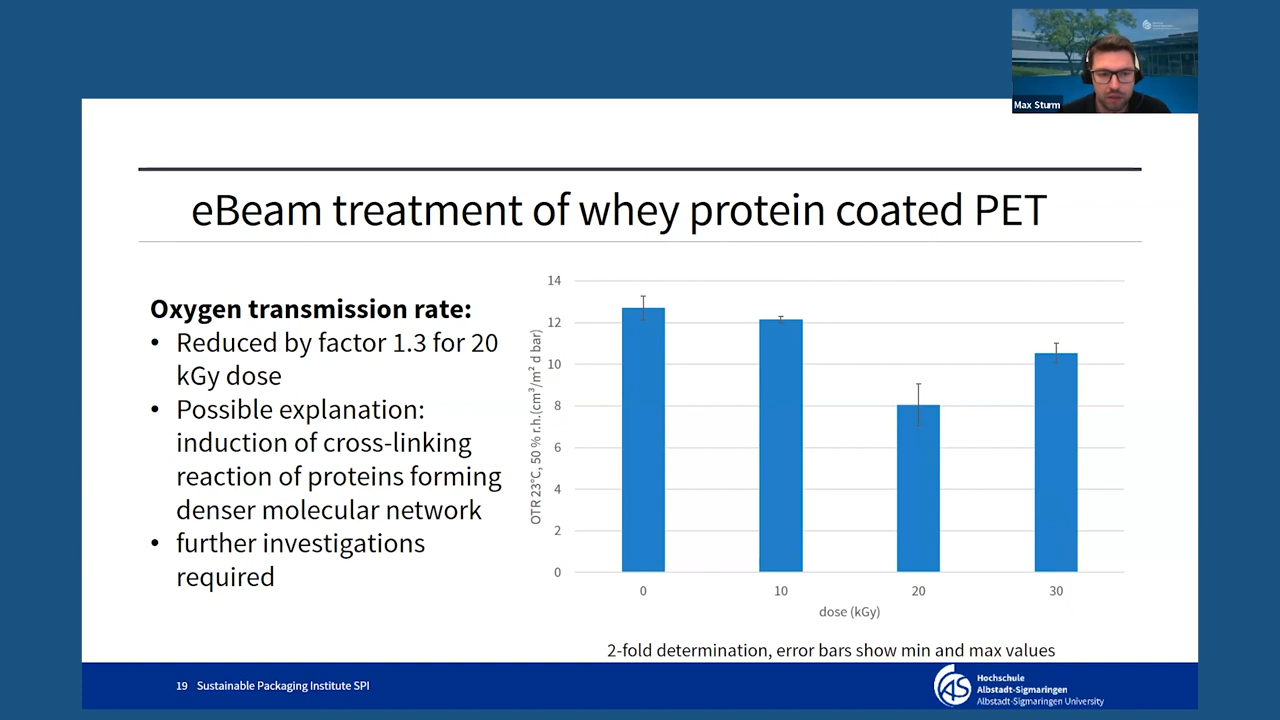 Max Sturm
eBeam treatment of whey protein coated PET
Oxygen transmission rate:
• Reduced by factor 1.3 for 20
kGy dose
• Possible explanation:
induction of cross-linking
reaction of proteins forming
denser molecular network
• further investigations
required
OTR 23°C, 50 % r.h.(cm³/m² d bar)
14
12
10
8
6
4
2
0
0 10 20 30
dose (kGy)
2-fold determination, error bars show min and max values
19 Sustainable Packaging Institute SPI
Hochschule
Albstadt-Sigmaringen
Albstadt-Sigmaringen University